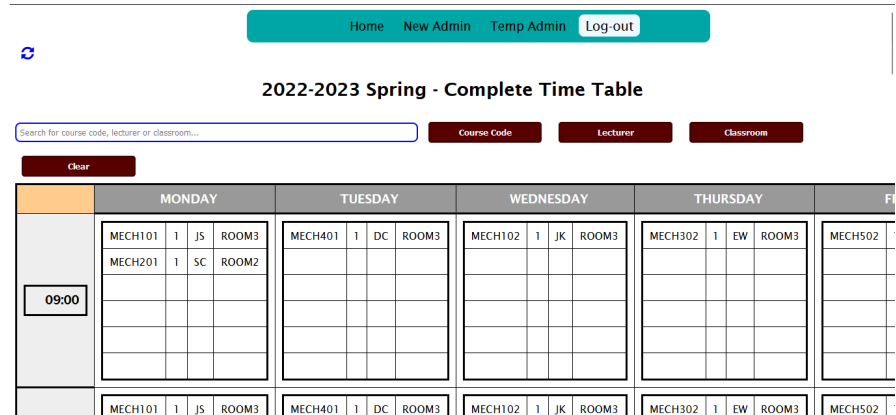 Home New Admin Temp Admin Log-out
2022-2023 Spring - Complete Time Table
Search for course code, lecturer or classroom...
Course Code Lecturer Classroom
Clear
MONDAY TUESDAY WEDNESDAY THURSDAY
MECH101 1 JS ROOM3 MECH401 1 DC ROOM3 MECH102 1 JK ROOM3 MECH302 1 EW ROOM3 MECH502
MECH201 1 SC ROOM2
09:00
MECH101 1 JS ROOM3 MECH401 1 DC ROOM3 MECH102 1 JK ROOM3 MECH302 1 EW ROOM3 MECH502